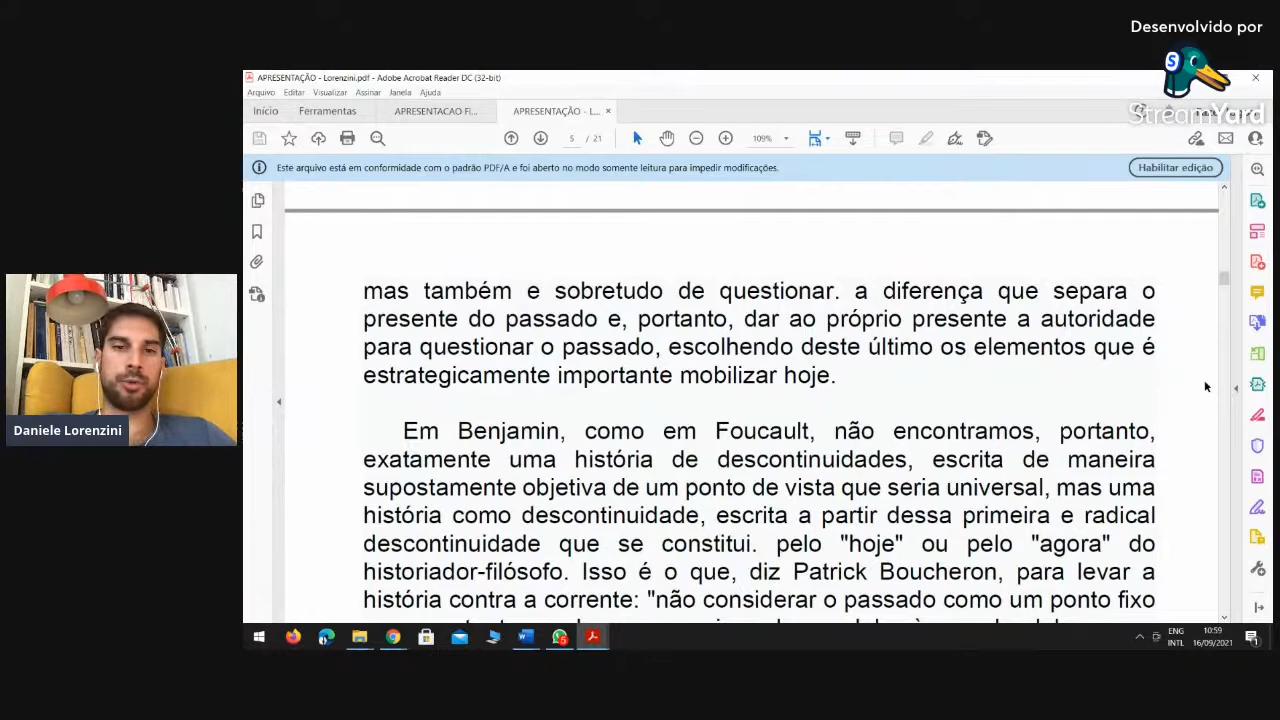 Desenvolvido por
S
StreamYard
APRESENTAÇÃO - Lorenzini.pdf - Adobe Acrobat Reader DC (32-bit)
Arquivo Editar Visualizar Assinar Janela Ajuda
Início Ferramentas APRESENTACAO Fi... APRESENTAÇÃO - L... ×
5 / 21 109%
Este arquivo está em conformidade com o padrão PDF/A e foi aberto no modo somente leitura para impedir modificações. Habilitar edição
mas também e sobretudo de questionar. a diferença que separa o
presente do passado e, portanto, dar ao próprio presente a autoridade
para questionar o passado, escolhendo deste último os elementos que é
estrategicamente importante mobilizar hoje.
Em Benjamin, como em Foucault, não encontramos, portanto,
exatamente uma história de descontinuidades, escrita de maneira
supostamente objetiva de um ponto de vista que seria universal, mas uma
história como descontinuidade, escrita a partir dessa primeira e radical
descontinuidade que se constitui. pelo "hoje" ou pelo "agora" do
historiador-filósofo. Isso é o que, diz Patrick Boucheron, para levar a
história contra a corrente: "não considerar o passado como um ponto fixo
Daniele Lorenzini
ENG 10:59
INTL 16/09/2021